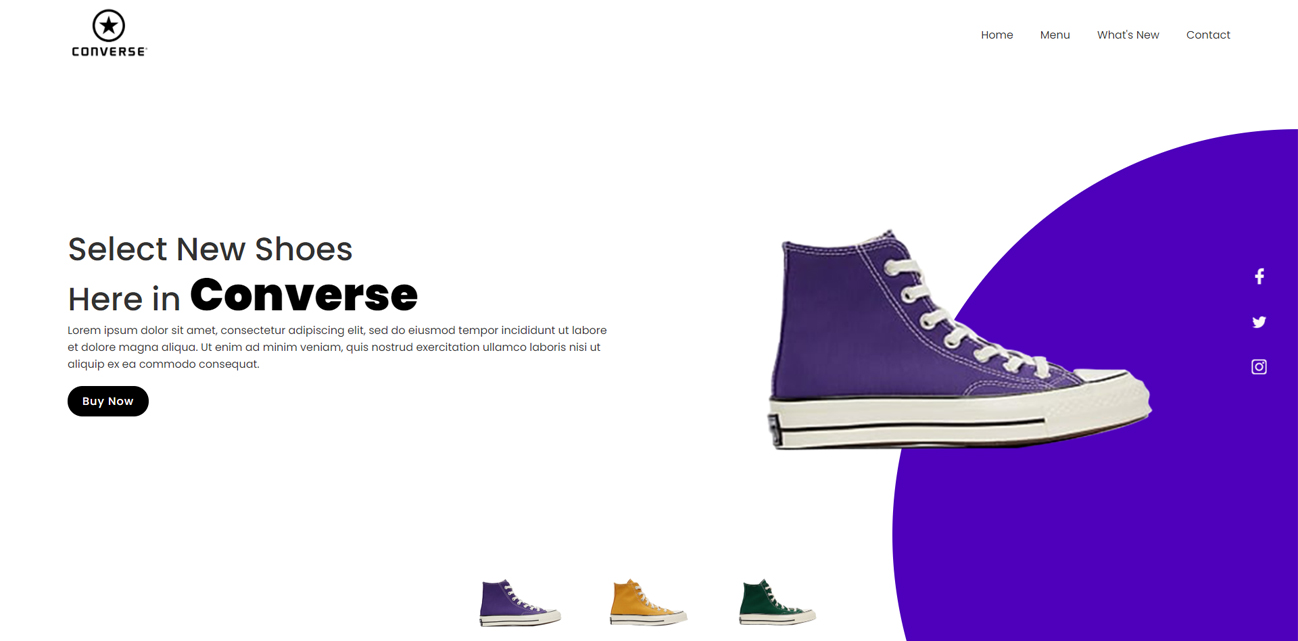 CONVERSE
Home
Menu
What's New
Contact
Select New Shoes
Here in Converse
Lorem ipsum dolor sit amet, consectetur adipiscing elit, sed do eiusmod tempor incididunt ut labore
et dolore magna aliqua. Ut enim ad minim veniam, quis nostrud exercitation ullamco laboris nisi ut
aliquip ex ea commodo consequat.
Buy Now